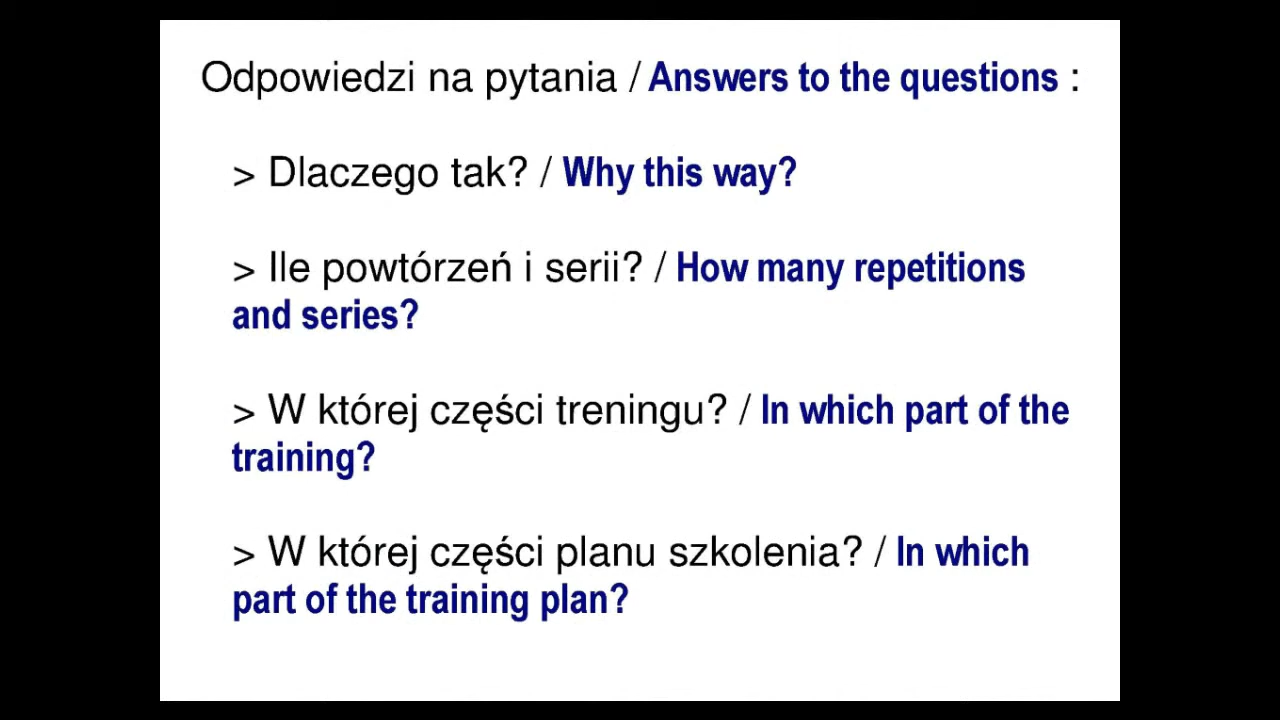 Odpowiedzi na pytania / Answers to the questions :
> Dlaczego tak? / Why this way?
> Ile powtórzeń i serii? / How many repetitions
and series?
> W której części treningu? / In which part of the
training?
> W której części planu szkolenia? / In which
part of the training plan?